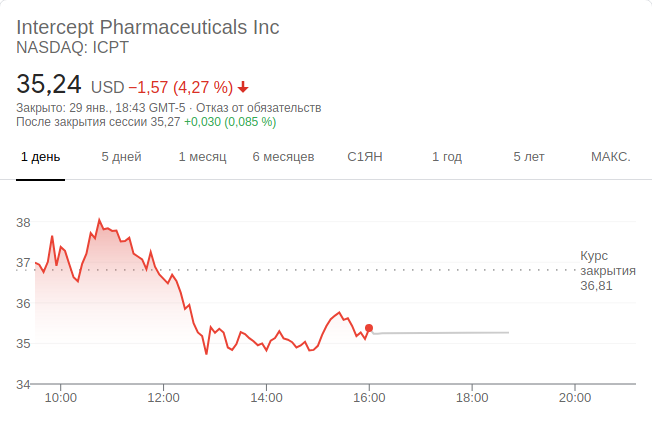 Intercept Pharmaceuticals Inc
NASDAQ: ICPT
35,24 USD −1,57 (4,27 %)
Закрыто: 29 янв., 18:43 GMT-5 · Отказ от обязательств
После закрытия сессии 35,27 +0,030 (0,085 %)
1 день 5 дней 1 месяц 6 месяцев С1ЯН 1 год 5 лет МАКС.
38
37
36
35
34
Курс
закрытия
36,81
10:00 12:00 14:00 16:00 18:00 20:00